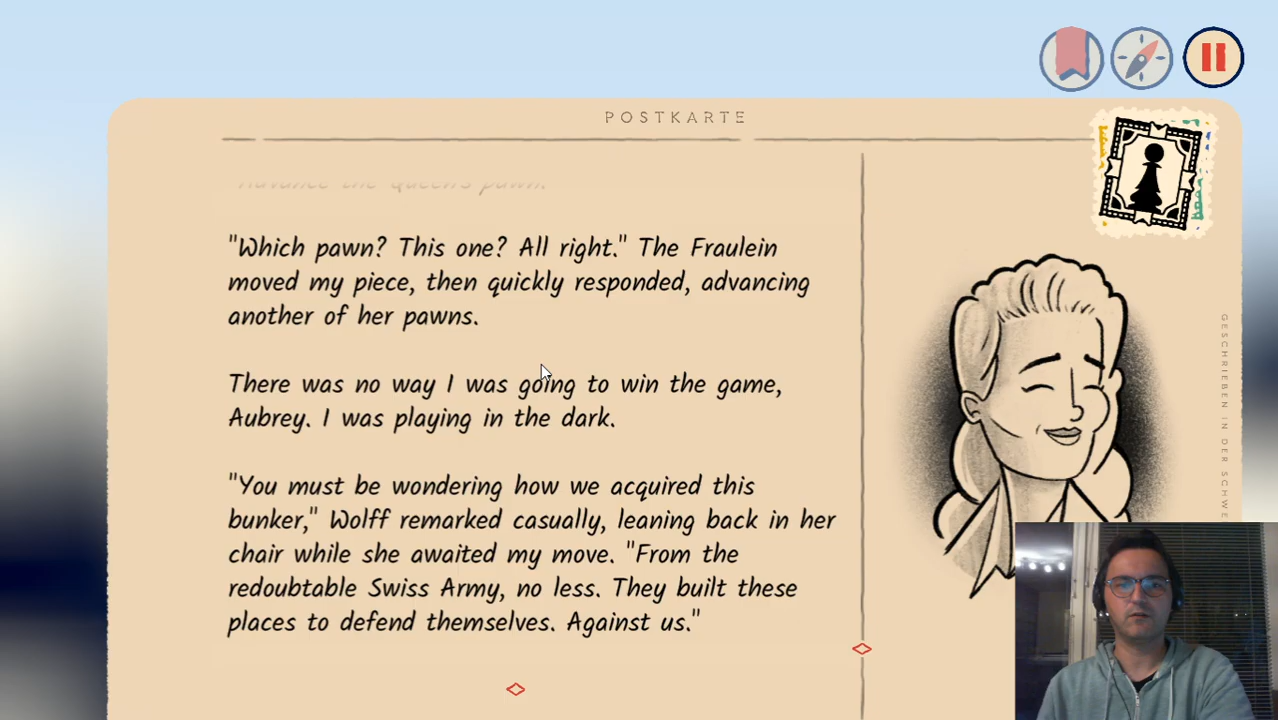 POSTKARTE
"Advance the queen's pawn."
"Which pawn? This one? All right." The Fraulein
moved my piece, then quickly responded, advancing
another of her pawns.
There was no way I was going to win the game,
Aubrey. I was playing in the dark.
"You must be wondering how we acquired this
bunker," Wolff remarked casually, leaning back in her
chair while she awaited my move. "From the
redoubtable Swiss Army, no less. They built these
places to defend themselves. Against us."
GESCHRIEBEN IN DER SCHWE